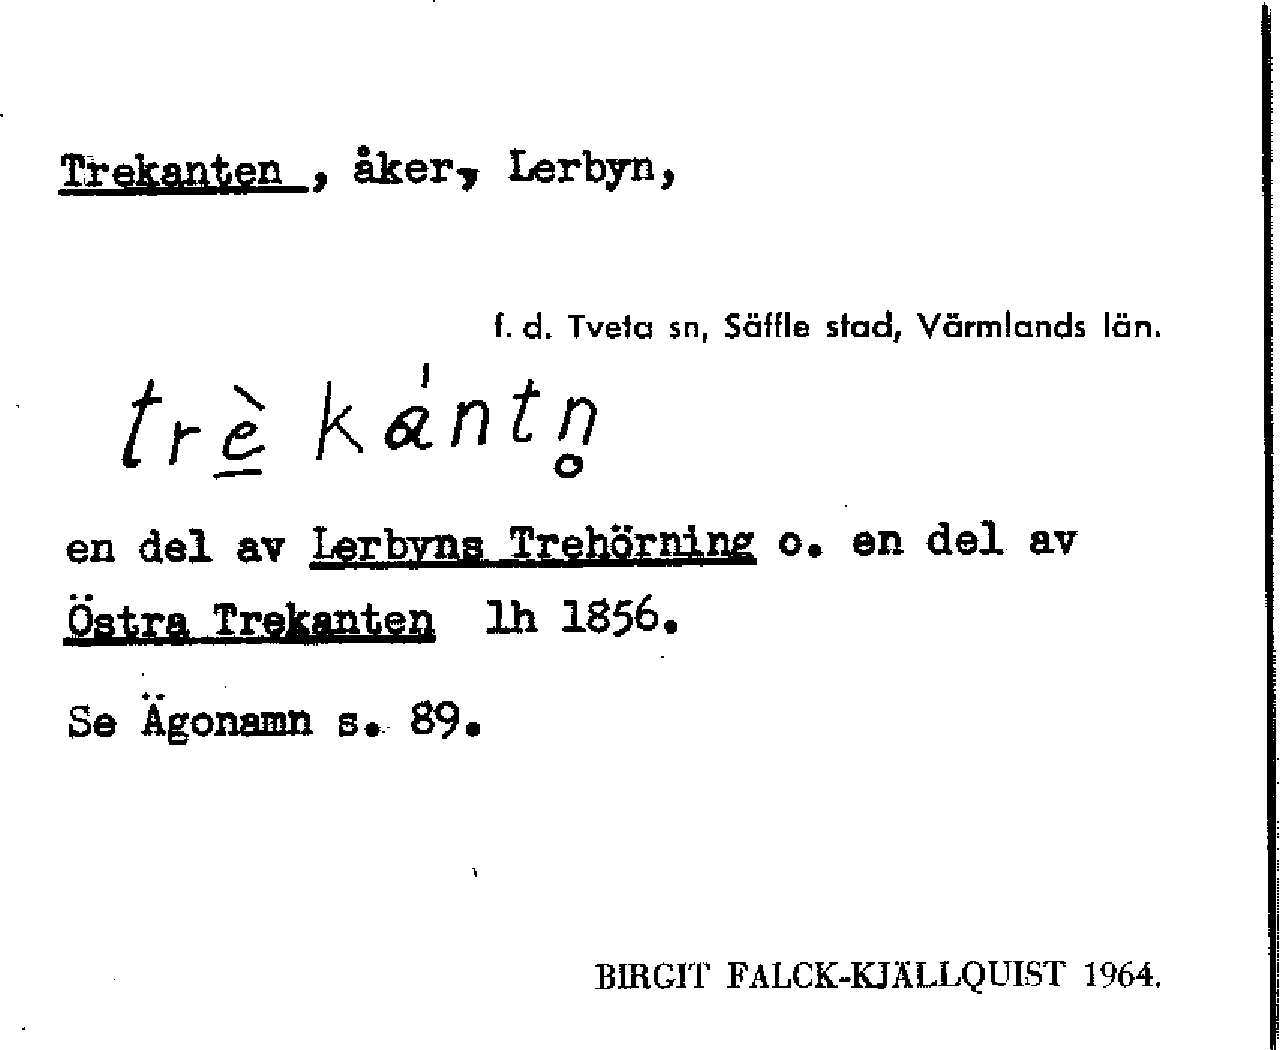 Trekanten , åker, Lerbyn,
f. d. Tveta sn, Säffle stad, Värmlands län.
trè̱ kántn̥
en del av Lerbyns Trehörning o. en del av
Östra Trekanten lh 1856.
Se Ägonamn s. 89.
BIRGIT FALCK-KJÄLLQUIST 1964.